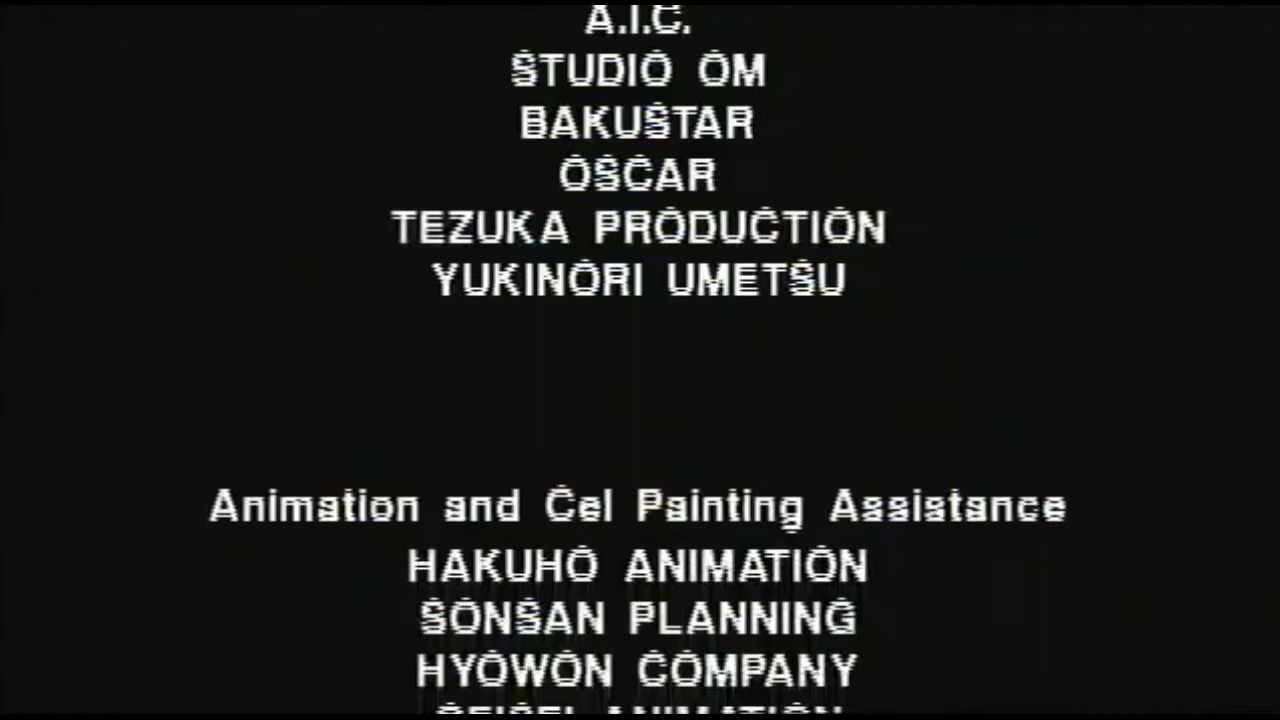 A.I.C.
STUDIO OM
BAKUSTAR
OSCAR
TEZUKA PRODUCTION
YUKINORI UMETSU
Animation and Cel Painting Assistance
HAKUHO ANIMATION
SONSAN PLANNING
HYOWON COMPANY
ANIMATION